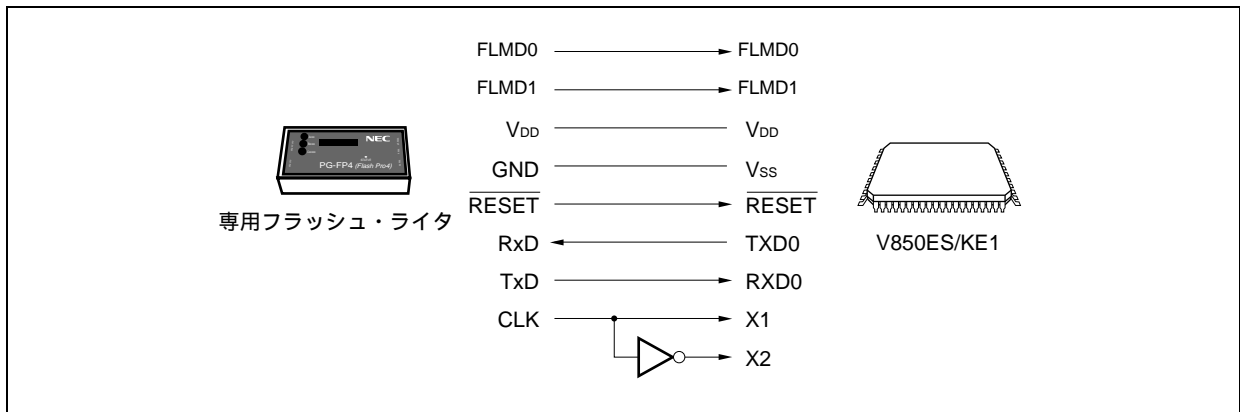 FLMD0 FLMD0
FLMD1 FLMD1
VDD VDD
GND VSS
RESET RESET
RxD TXD0
TxD RXD0
CLK X1
X2
NEC
PG-FP4 (Flash Pro4)
専用フラッシュ・ライタ
V850ES/KE1